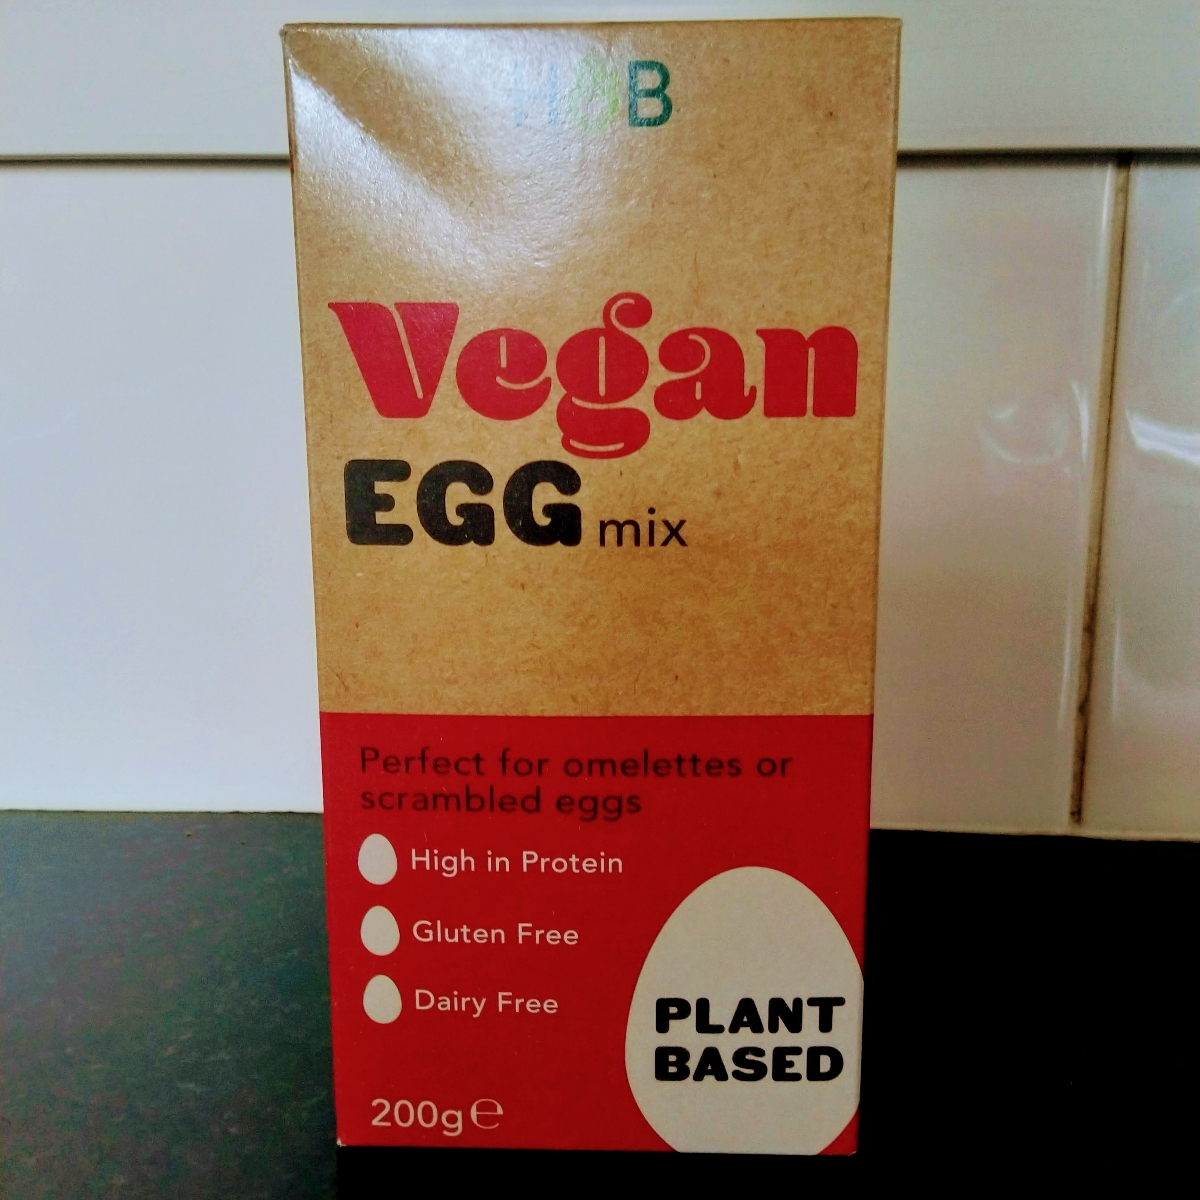 H&B
Vegan
EGG mix
Perfect for omelettes or
scrambled eggs
High in Protein
Gluten Free
Dairy Free
PLANT
BASED
200g℮